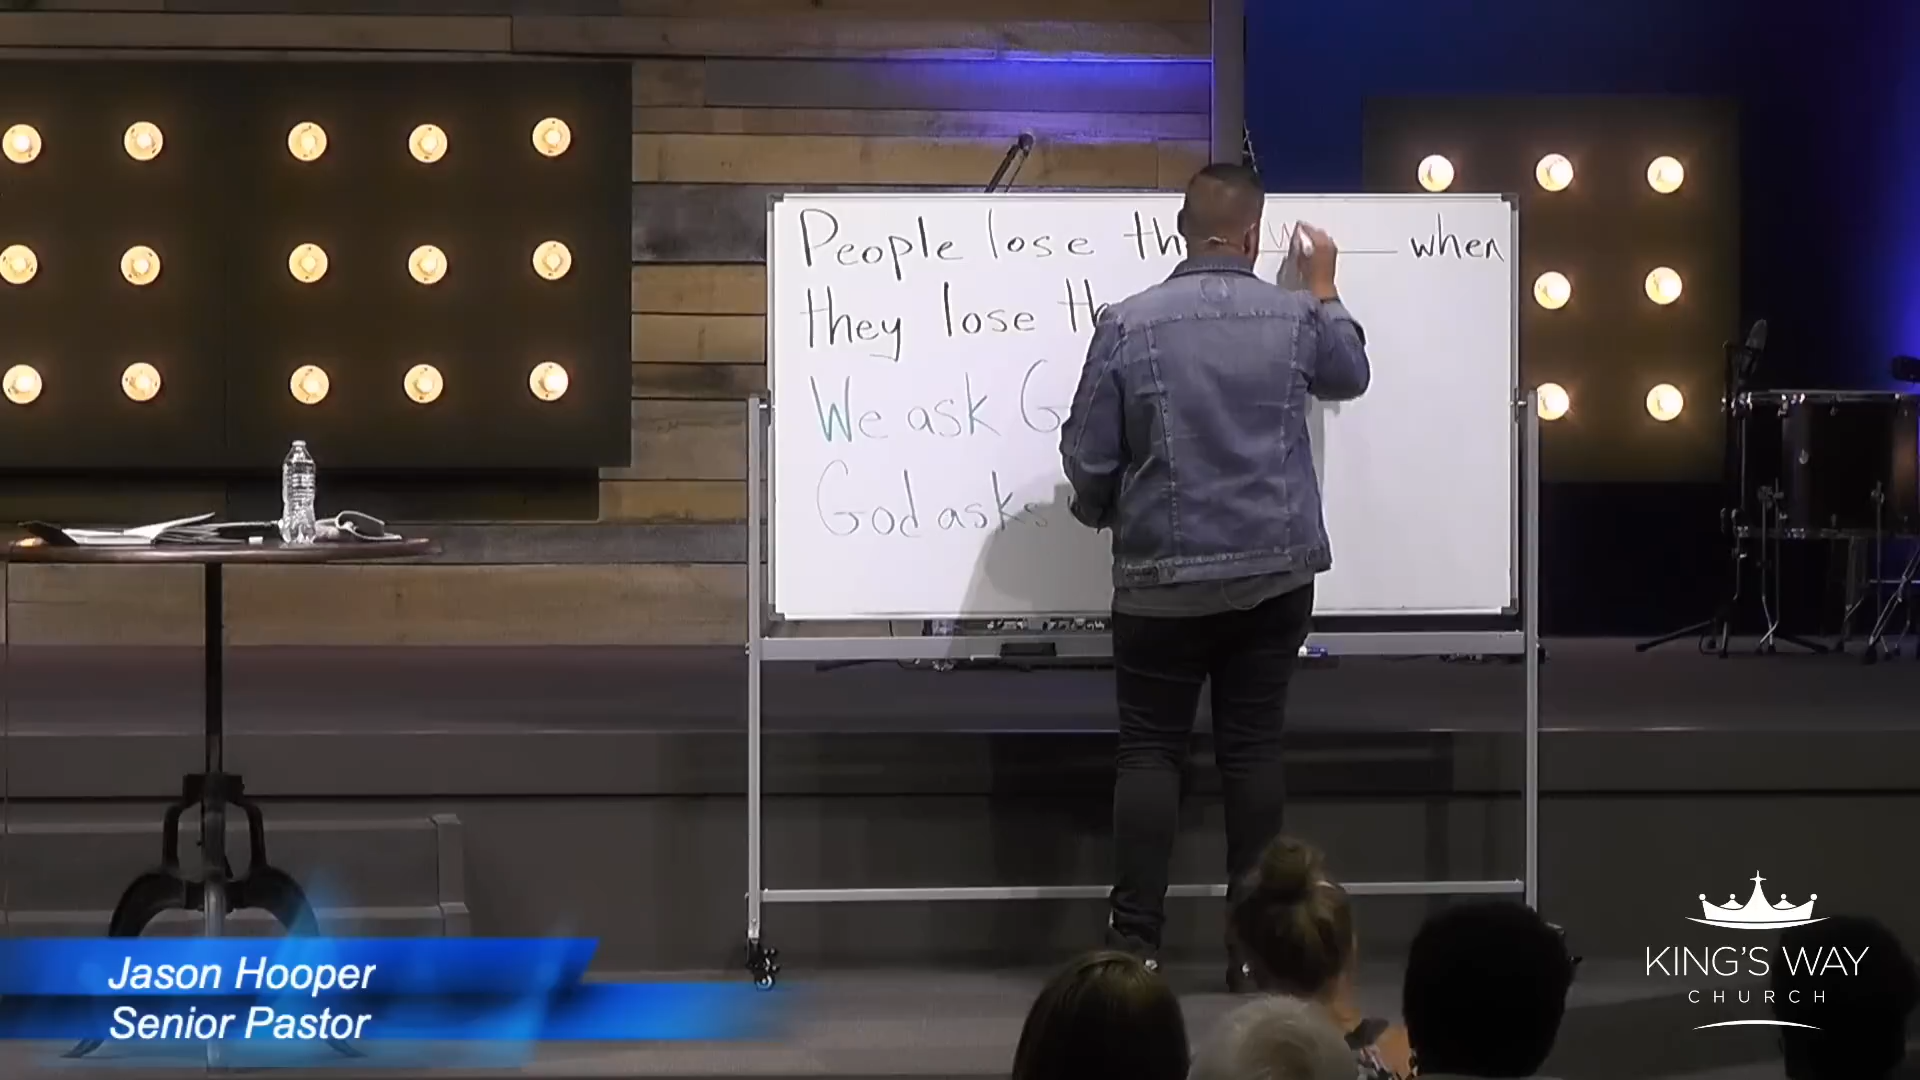 People lose th W when
they lose th
We ask G
God asks
Jason Hooper
Senior Pastor
KING'S WAY
CHURCH